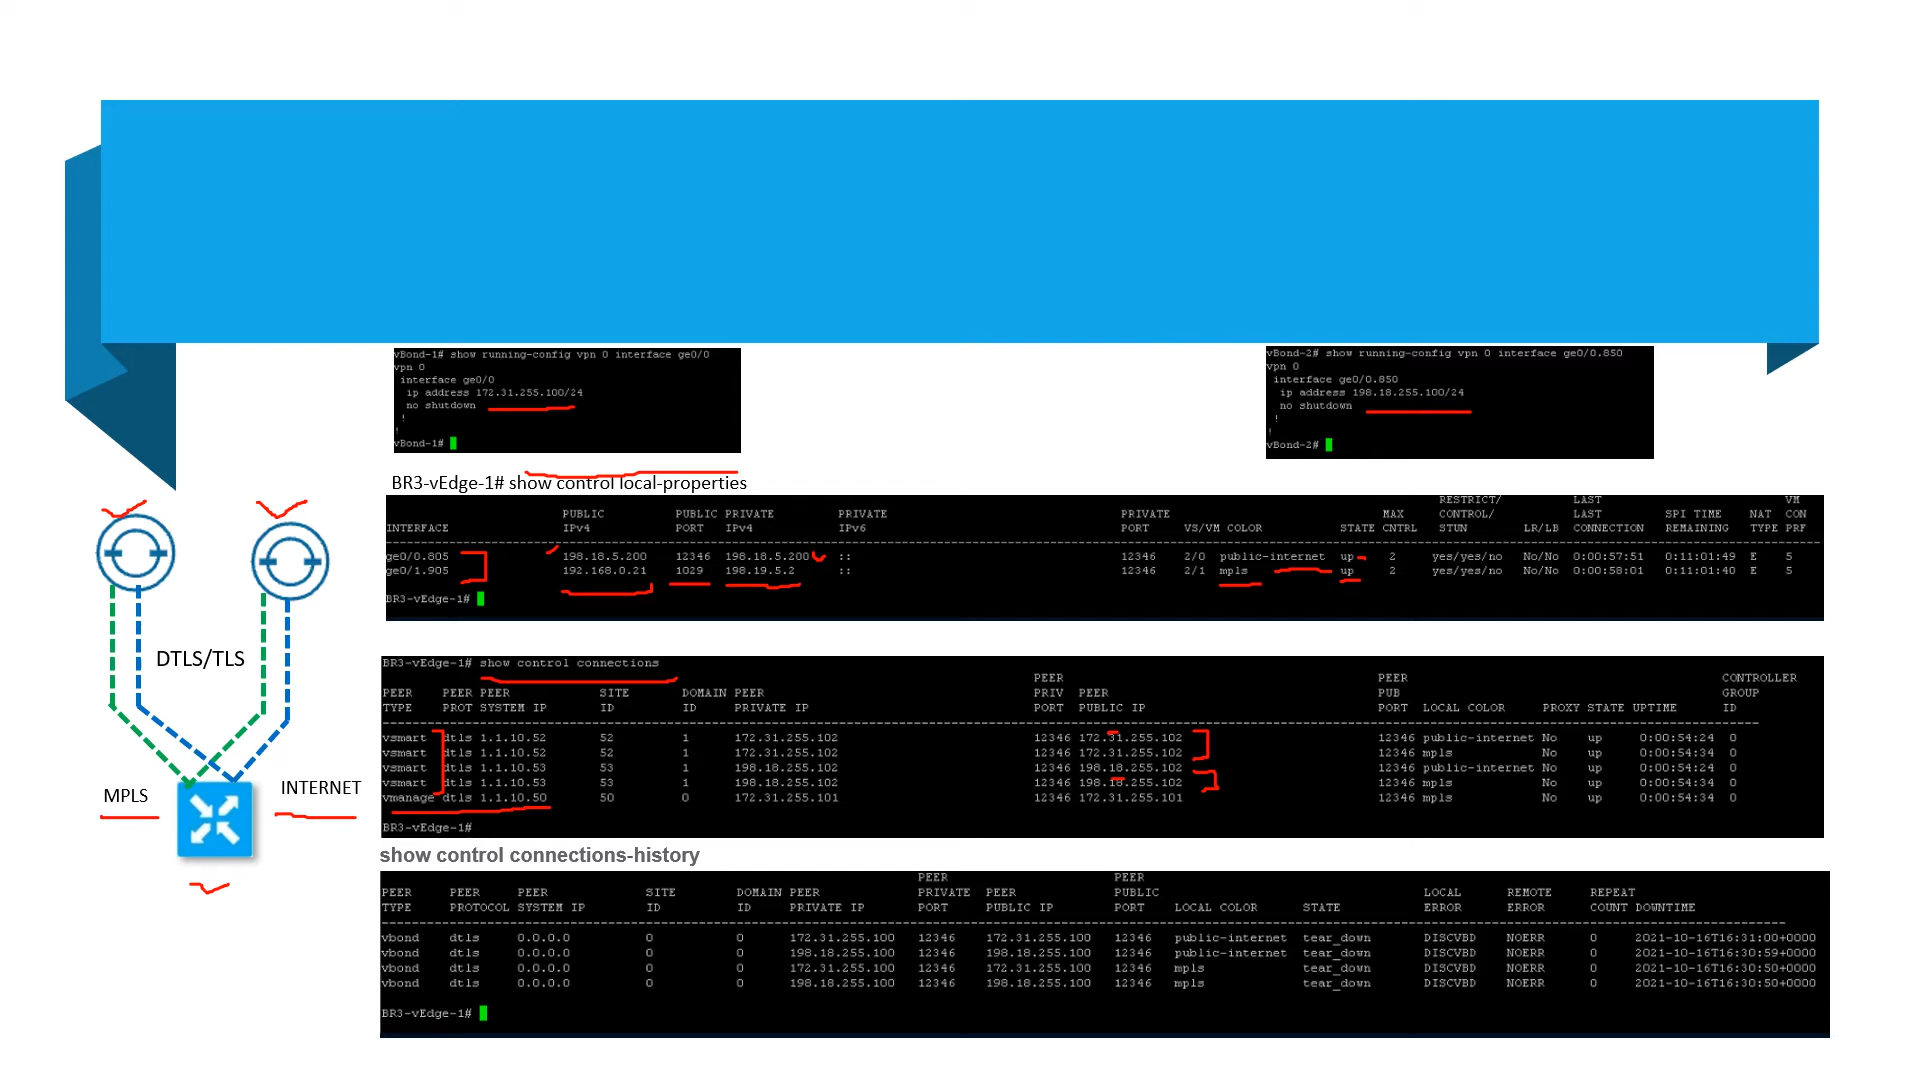 vBond-1# show running-config vpn 0 interface ge0/0
vpn 0
interface ge0/0
ip address 172.31.255.100/24
no shutdown
!
!
vBond-1#
vBond-2# show running-config vpn 0 interface ge0/0.850
vpn 0
interface ge0/0.850
ip address 198.18.255.100/24
no shutdown
!
!
vBond-2#
BR3-vEdge-1# show control local-properties
RESTRICT/ LAST VM
PUBLIC PUBLIC PRIVATE PRIVATE PRIVATE MAX CONTROL/ LAST SPI TIME NAT CON
INTERFACE IPv4 PORT IPv4 IPv6 PORT VS/VM COLOR STATE CNTRL STUN LR/LB CONNECTION REMAINING TYPE PRF
ge0/0.805 198.18.5.200 12346 198.18.5.200 :: 12346 2/0 public-internet up 2 yes/yes/no No/No 0:00:57:51 0:11:01:49 E 5
ge0/1.905 192.168.0.21 1029 198.19.5.2 :: 12346 2/1 mpls up 2 yes/yes/no No/No 0:00:58:01 0:11:01:40 E 5
BR3-vEdge-1#
DTLS/TLS
MPLS
INTERNET
BR3-vEdge-1# show control connections
PEER PEER CONTROLLER
PEER PEER PEER SITE DOMAIN PEER PRIV PEER PUB GROUP
TYPE PROT SYSTEM IP ID ID PRIVATE IP PORT PUBLIC IP PORT LOCAL COLOR PROXY STATE UPTIME ID
vsmart dtls 1.1.10.52 52 1 172.31.255.102 12346 172.31.255.102 12346 public-internet No up 0:00:54:24 0
vsmart dtls 1.1.10.52 52 1 172.31.255.102 12346 172.31.255.102 12346 mpls No up 0:00:54:34 0
vsmart dtls 1.1.10.53 53 1 198.18.255.102 12346 198.18.255.102 12346 public-internet No up 0:00:54:24 0
vsmart dtls 1.1.10.53 53 1 198.18.255.102 12346 198.18.255.102 12346 mpls No up 0:00:54:34 0
vmanage dtls 1.1.10.50 50 0 172.31.255.101 12346 172.31.255.101 12346 mpls No up 0:00:54:34 0
BR3-vEdge-1#
show control connections-history
PEER PEER
PEER PEER PEER SITE DOMAIN PEER PRIVATE PEER PUBLIC LOCAL REMOTE REPEAT
TYPE PROTOCOL SYSTEM IP ID ID PRIVATE IP PORT PUBLIC IP PORT LOCAL COLOR STATE ERROR ERROR COUNT DOWNTIME
vbond dtls 0.0.0.0 0 0 172.31.255.100 12346 172.31.255.100 12346 public-internet tear_down DISCVBD NOERR 0 2021-10-16T16:31:00+0000
vbond dtls 0.0.0.0 0 0 198.18.255.100 12346 198.18.255.100 12346 public-internet tear_down DISCVBD NOERR 0 2021-10-16T16:30:59+0000
vbond dtls 0.0.0.0 0 0 172.31.255.100 12346 172.31.255.100 12346 mpls tear_down DISCVBD NOERR 0 2021-10-16T16:30:50+0000
vbond dtls 0.0.0.0 0 0 198.18.255.100 12346 198.18.255.100 12346 mpls tear_down DISCVBD NOERR 0 2021-10-16T16:30:50+0000
BR3-vEdge-1#